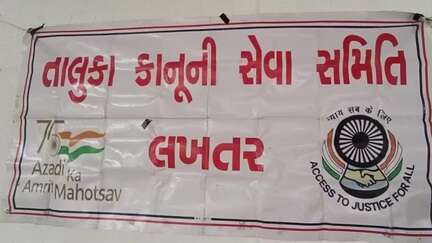 તાલુકા કાનૂની સેવા સમિતિ
લખતર
75
Azadi
Ka
Amrit Mahotsav
न्याय सब के लिए
ACCESS TO JUSTICE FOR ALL